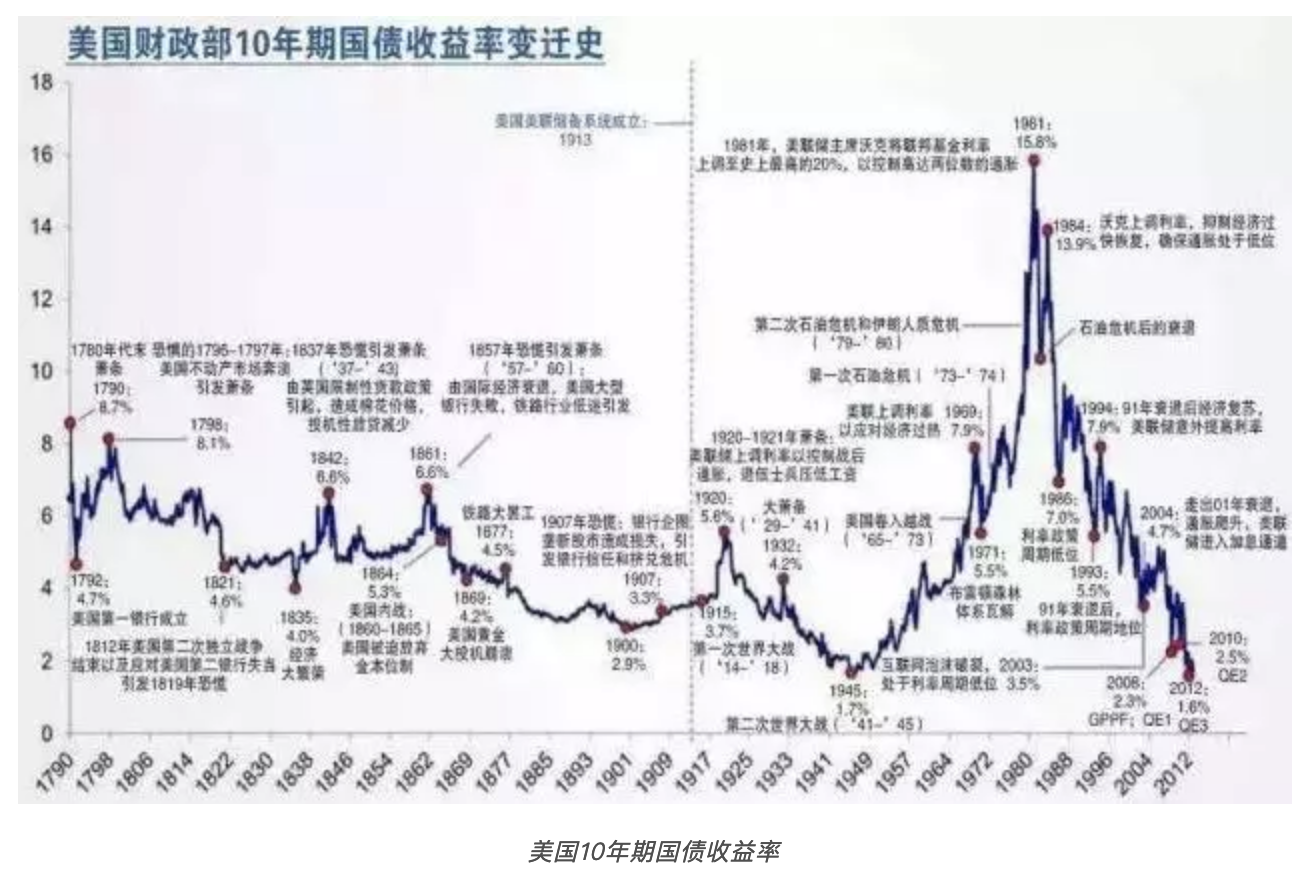 美国财政部10年期国债收益率变迁史
18
16
14
12
10
8
6
4
2
0
美国美联储备系统成立：
1913
1981年，美联储主席沃克将联邦基金利率
上调至史上最高的20%，以控制高达两位数的通胀
1981：
15.8%
1984：
13.9%
沃克上调利率，抑制经济过
快恢复，确保通胀处于低位
第二次石油危机和伊朗人质危机
（‘79-’80）
石油危机后的衰退
第一次石油危机（‘73-’74）
1780年代末
萧条
1790：
8.7%
恐惧的1796-1797年：
美国不动产市场奔溃
引发萧条
1798：
8.1%
1837年恐慌引发萧条
（‘37-’43）
由英国限制性货款政策
引起，造成棉花价格，
投机性放贷减少
1842：
6.6%
1857年恐慌引发萧条
（‘57-’60）：
由国际经济衰退，美国大型
银行失败，铁路行业低迷引发
1861：
6.6%
铁路大罢工
1877：
4.5%
1907年恐慌：银行企图
垄断股市造成损失，引
发银行信任和挤兑危机
1907：
3.3%
1920-1921年萧条：
美联储上调利率以控制战后
通胀，退伍士兵压低工资
1920：
5.6%
大萧条
（‘29-’41）
1932：
4.2%
美联上调利率
以应对经济过热
1969：
7.9%
美国卷入越战
（‘65-’73）
1971：
5.5%
布雷顿森林
体系瓦解
1994：
7.9%
91年衰退后经济复苏，
美联储意外提高利率
1986：
7.0%
利率政策
周期低位
1993：
5.5%
91年衰退后，
利率政策周期地位
2004：
4.7%
走出01年衰退，
通胀爬升，美联
储进入加息通道
1792：
4.7%
美国第一银行成立
1821：
4.6%
1812年美国第二次独立战争
结束以及应对美国第二银行失当
引发1819年恐慌
1835：
4.0%
经济
大繁荣
1864：
5.3%
美国内战：
（1860-1865）
美国被迫放弃
金本位制
1869：
4.2%
美国黄金
大投机崩溃
1900：
2.9%
1915：
3.7%
第一次世界大战
（‘14-’18）
1945：
1.7%
第二次世界大战（‘41-’45）
互联网泡沫破裂，2003：
处于利率周期低位 3.5%
2008：
2.3%
GPPF；QE1
2010：
2.5%
QE2
2012：
1.6%
QE3
1790 1798 1806 1814 1822 1830 1838 1846 1854 1862 1869 1877 1885 1893 1901 1909 1917 1925 1933 1941 1949 1957 1964 1972 1980 1988 1996 2004 2012
美国10年期国债收益率